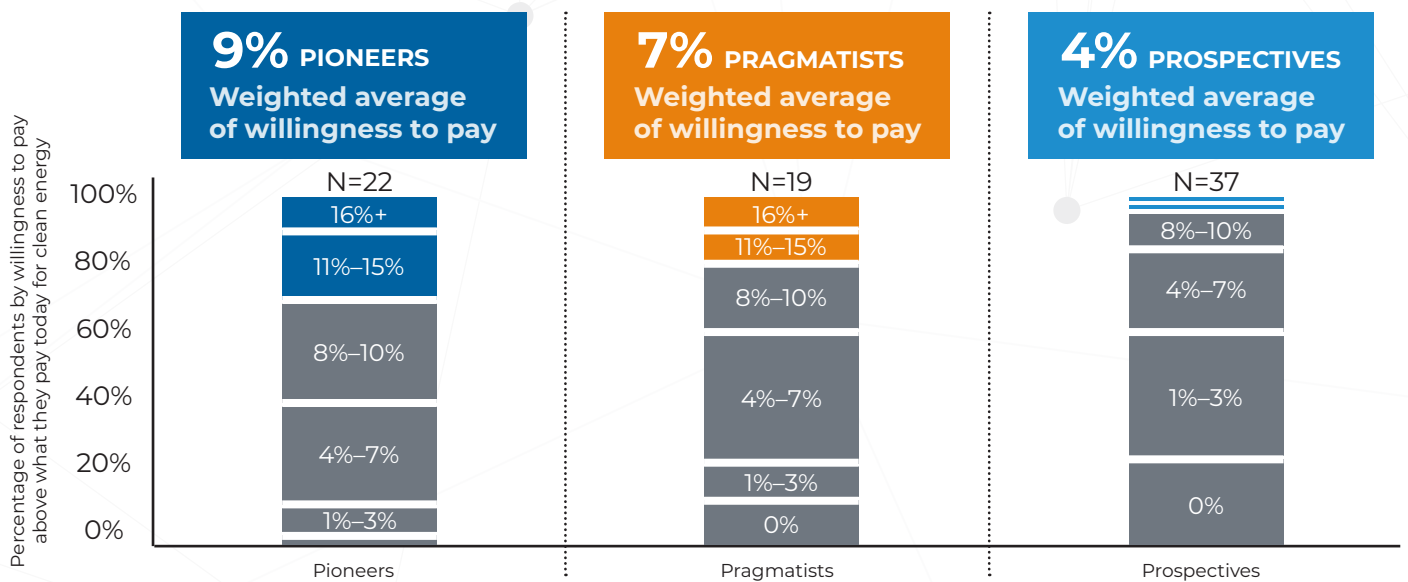 9% PIONEERS
Weighted average
of willingness to pay
7% PRAGMATISTS
Weighted average
of willingness to pay
4% PROSPECTIVES
Weighted average
of willingness to pay
Percentage of respondents by willingness to pay
above what they pay today for clean energy
100%
80%
60%
40%
20%
0%
N=22
16%+
11%–15%
8%–10%
4%–7%
1%–3%
Pioneers
N=19
16%+
11%–15%
8%–10%
4%–7%
1%–3%
0%
Pragmatists
N=37
8%–10%
4%–7%
1%–3%
0%
Prospectives